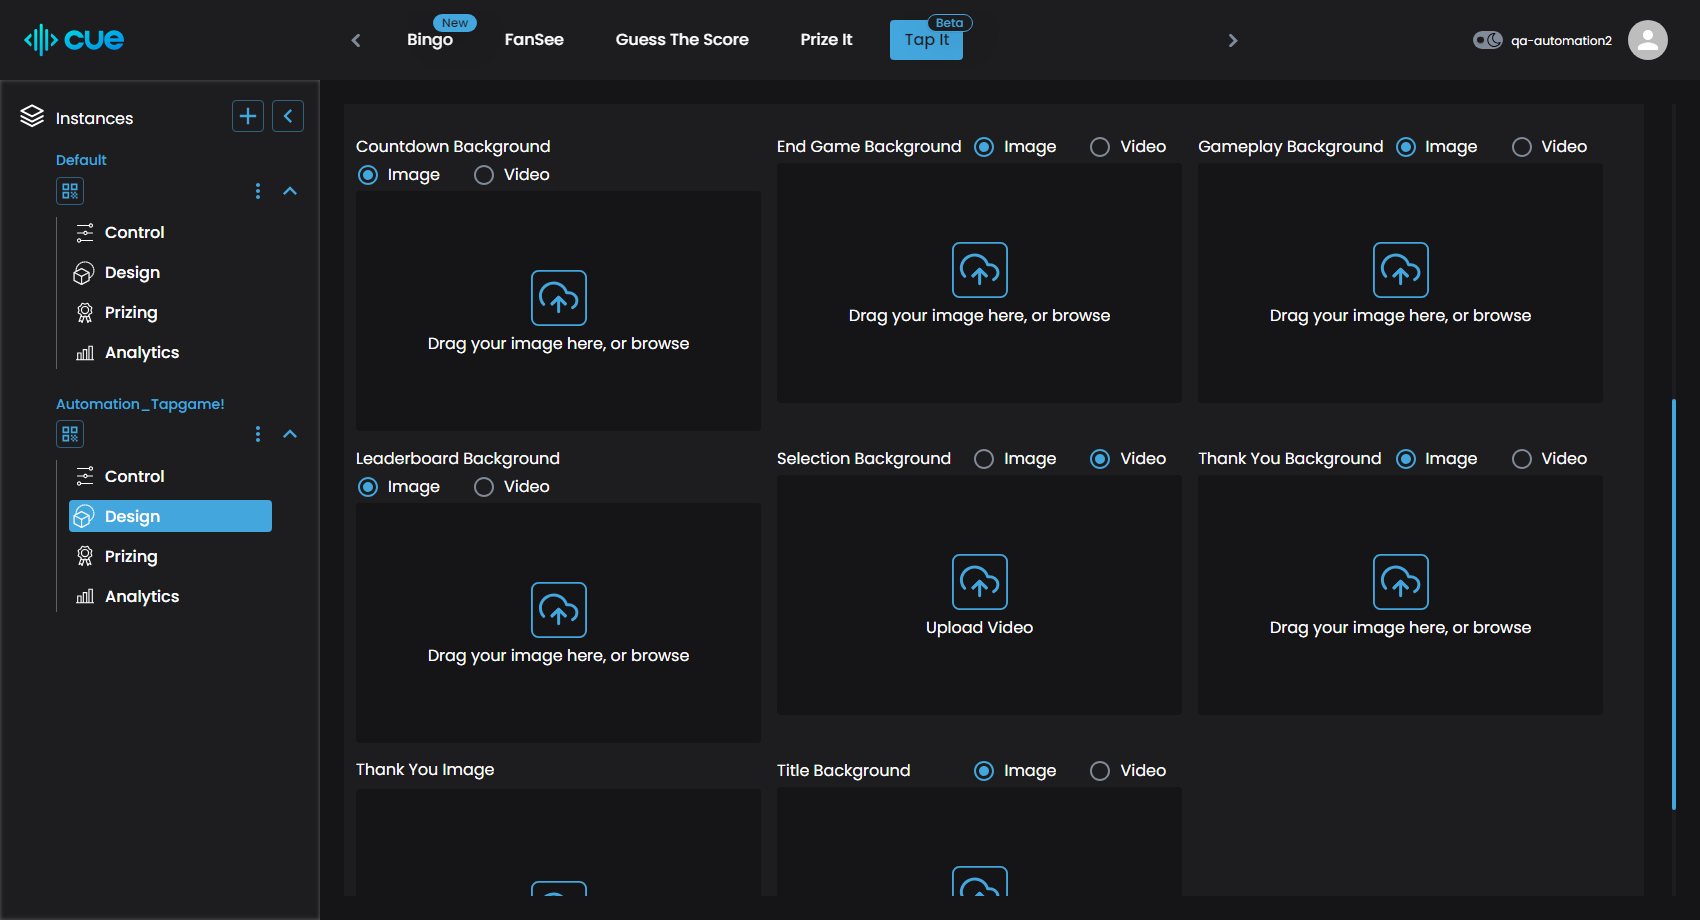 cue
New
Bingo
FanSee
Guess The Score
Prize It
Beta
Tap It
qa-automation2
Instances
Default
Control
Design
Prizing
Analytics
Automation_Tapgame!
Control
Design
Prizing
Analytics
Countdown Background
Image Video
Drag your image here, or browse
End Game Background Image Video
Drag your image here, or browse
Gameplay Background Image Video
Drag your image here, or browse
Leaderboard Background
Image Video
Drag your image here, or browse
Selection Background Image Video
Upload Video
Thank You Background Image Video
Drag your image here, or browse
Thank You Image
Title Background Image Video